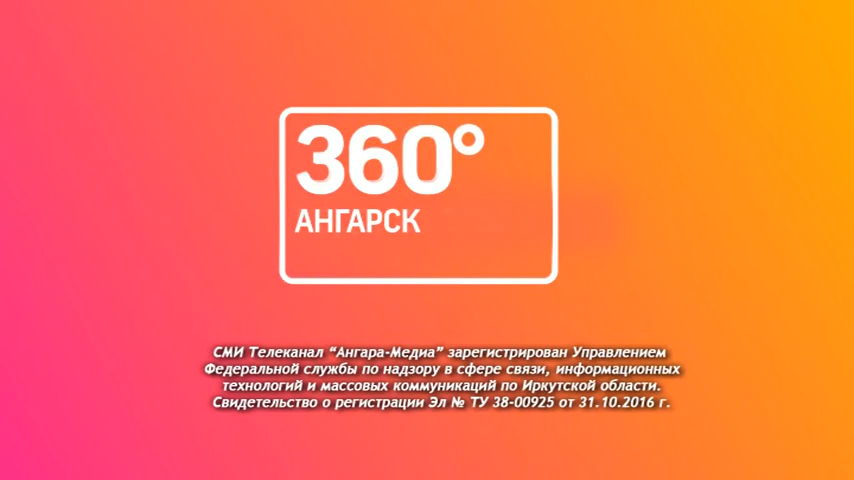 360°
АНГАРСК
СМИ Телеканал “Ангара-Медиа” зарегистрирован Управлением
Федеральной службы по надзору в сфере связи, информационных
технологий и массовых коммуникаций по Иркутской области.
Свидетельство о регистрации Эл № ТУ 38-00925 от 31.10.2016 г.